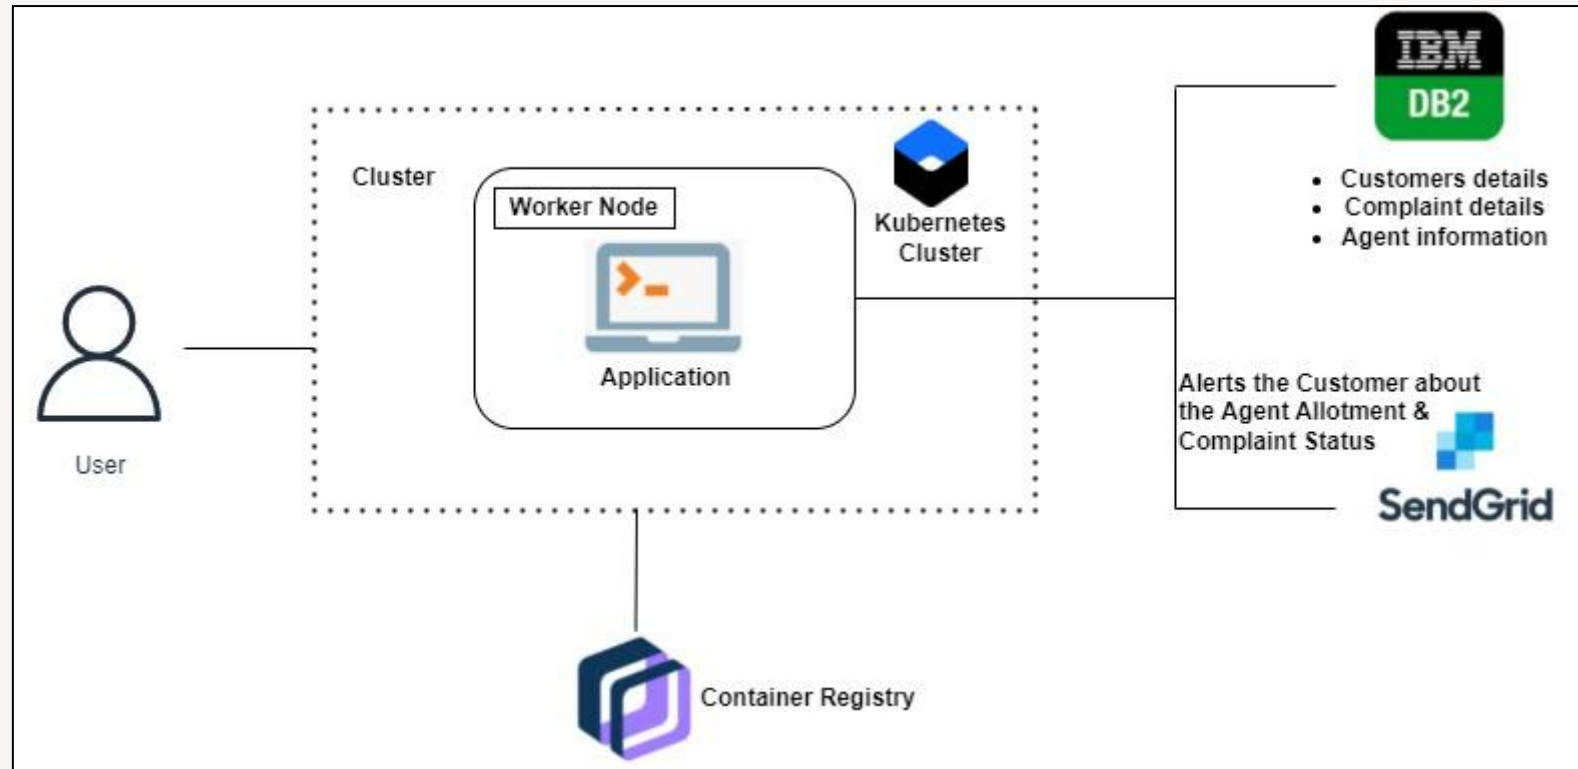 IBM
DB2
Customers details
Complaint details
Agent information
Cluster
Worker Node
Application
Kubernetes
Cluster
User
Alerts the Customer about
the Agent Allotment &
Complaint Status
SendGrid
Container Registry